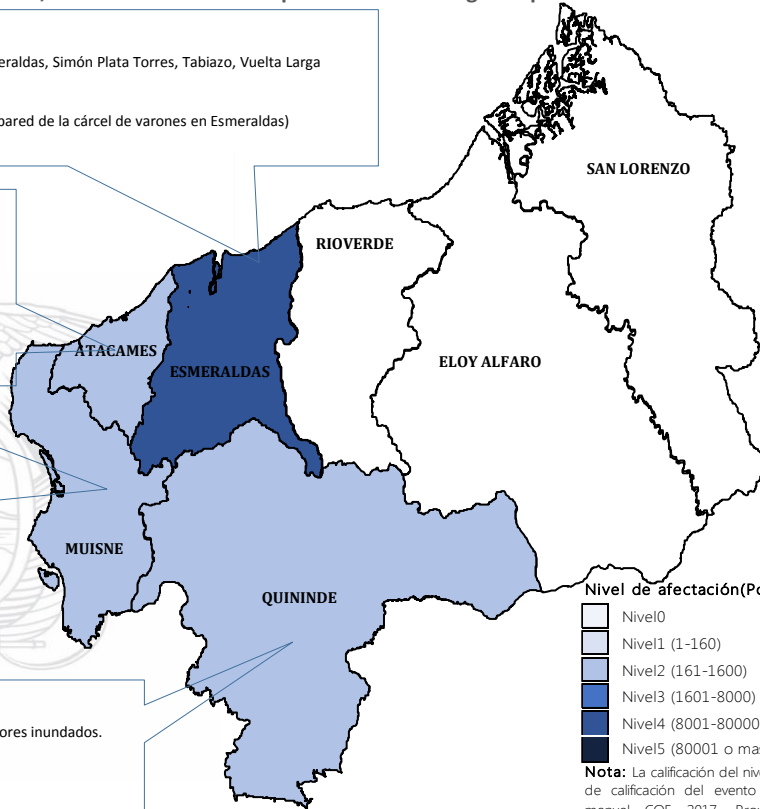 eraldas, Simón Plata Torres, Tabiazo, Vuelta Larga
pared de la cárcel de varones en Esmeraldas)
SAN LORENZO
RIOVERDE
ATACAMES
ESMERALDAS
ELOY ALFARO
MUISNE
QUININDE
ores inundados.
Nivel de afectación(Po
Nivel0
Nivel1 (1-160)
Nivel2 (161-1600)
Nivel3 (1601-8000)
Nivel4 (8001-80000
Nivel5 (80001 o mas
Nota: La calificación del niv
de calificación del evento